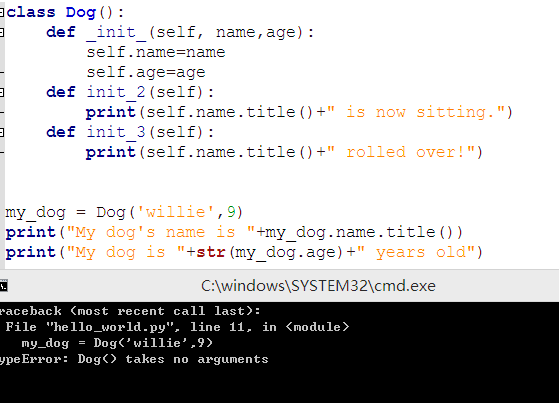 class Dog():
    def _init_(self, name,age):
        self.name=name
        self.age=age
    def init_2(self):
        print(self.name.title()+" is now sitting.")
    def init_3(self):
        print(self.name.title()+" rolled over!")
my_dog = Dog('willie',9)
print("My dog's name is "+my_dog.name.title())
print("My dog is "+str(my_dog.age)+" years old")
C:\windows\SYSTEM32\cmd.exe
raceback (most recent call last):
 File "hello_world.py", line 11, in <module>
   my_dog = Dog('willie',9)
ypeError: Dog() takes no arguments